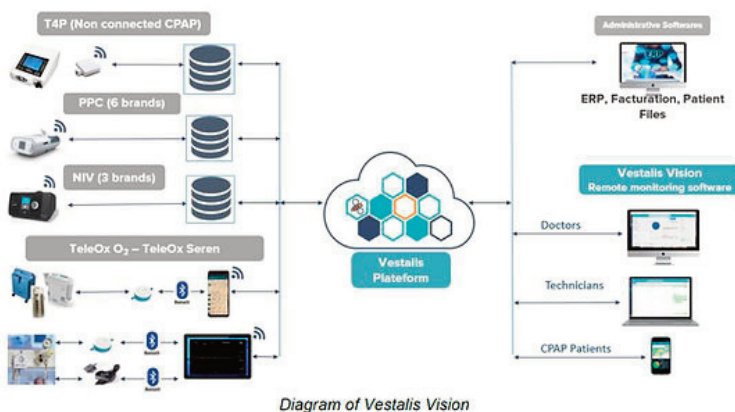 T4P (Non connected CPAP)
PPC (6 brands)
NIV (3 brands)
TeleOx O₂ – TeleOx Seren
Vestalis
Plateform
Administrative Softwares
ERP
ERP, Facturation, Patient
Files
Vestalis Vision
Remote monitoring software
Doctors
Technicians
CPAP Patients
Diagram of Vestalis Vision